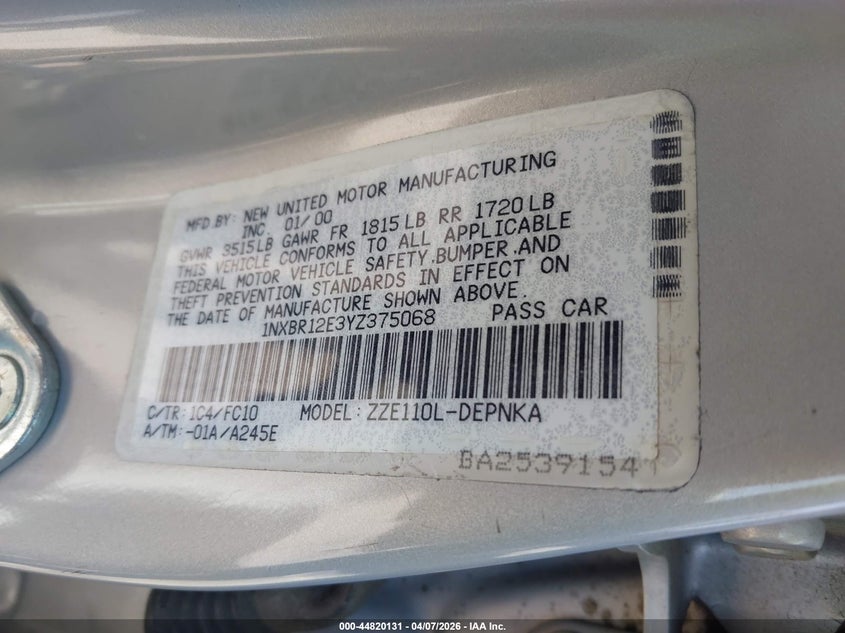 MFD.BY: NEW UNITED MOTOR MANUFACTURING
INC. 01/00
GVWR 3515LB GAWR FR 1815LB RR 1720LB
THIS VEHICLE CONFORMS TO ALL APPLICABLE
FEDERAL MOTOR VEHICLE SAFETY.BUMPER.AND
THEFT PREVENTION STANDARDS IN EFFECT ON
THE DATE OF MANUFACTURE SHOWN ABOVE.
1NXBR12E3YZ375068 PASS CAR
C/TR: 1C4/FC10 MODEL: ZZE110L-DEPNKA
A/TM: -01A/A245E
BA2539154
000-44820131 - 04/07/2026 - IAA Inc.